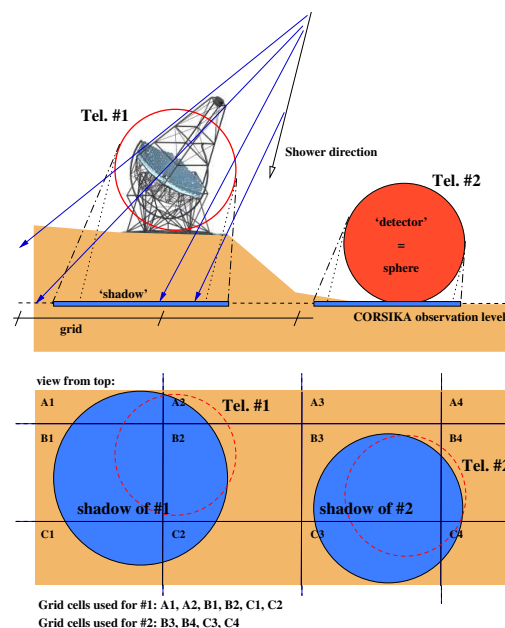 Tel. #1
Shower direction
Tel. #2
‘detector’
=
sphere
‘shadow’
grid
CORSIKA observation level
view from top:
A1
A2
Tel. #1
A3
A4
B1
B2
B3
B4
Tel. #2
shadow of #1
shadow of #2
C1
C2
C3
C4
Grid cells used for #1: A1, A2, B1, B2, C1, C2
Grid cells used for #2: B3, B4, C3, C4